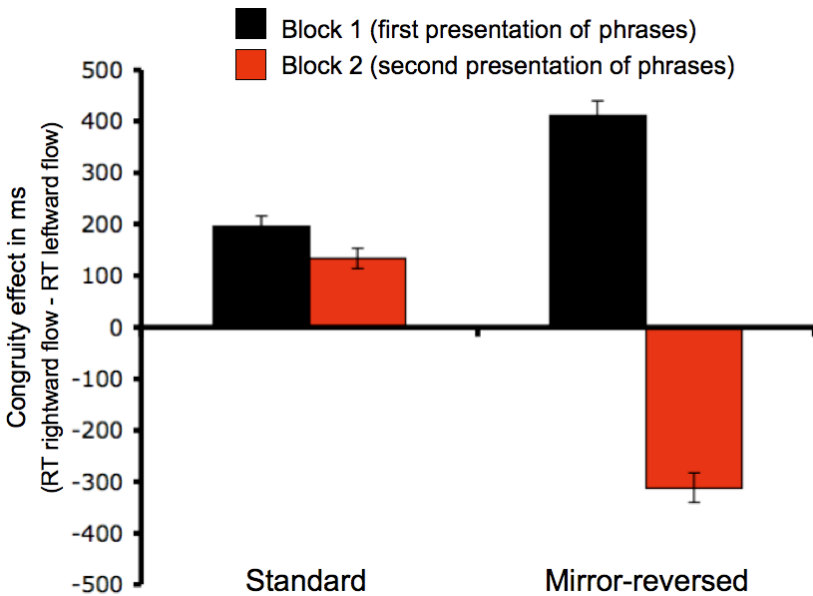 Block 1 (first presentation of phrases)
Block 2 (second presentation of phrases)
Congruity effect in ms
(RT rightward flow - RT leftward flow)
500
400
300
200
100
0
-100
-200
-300
-400
-500
Standard
Mirror-reversed